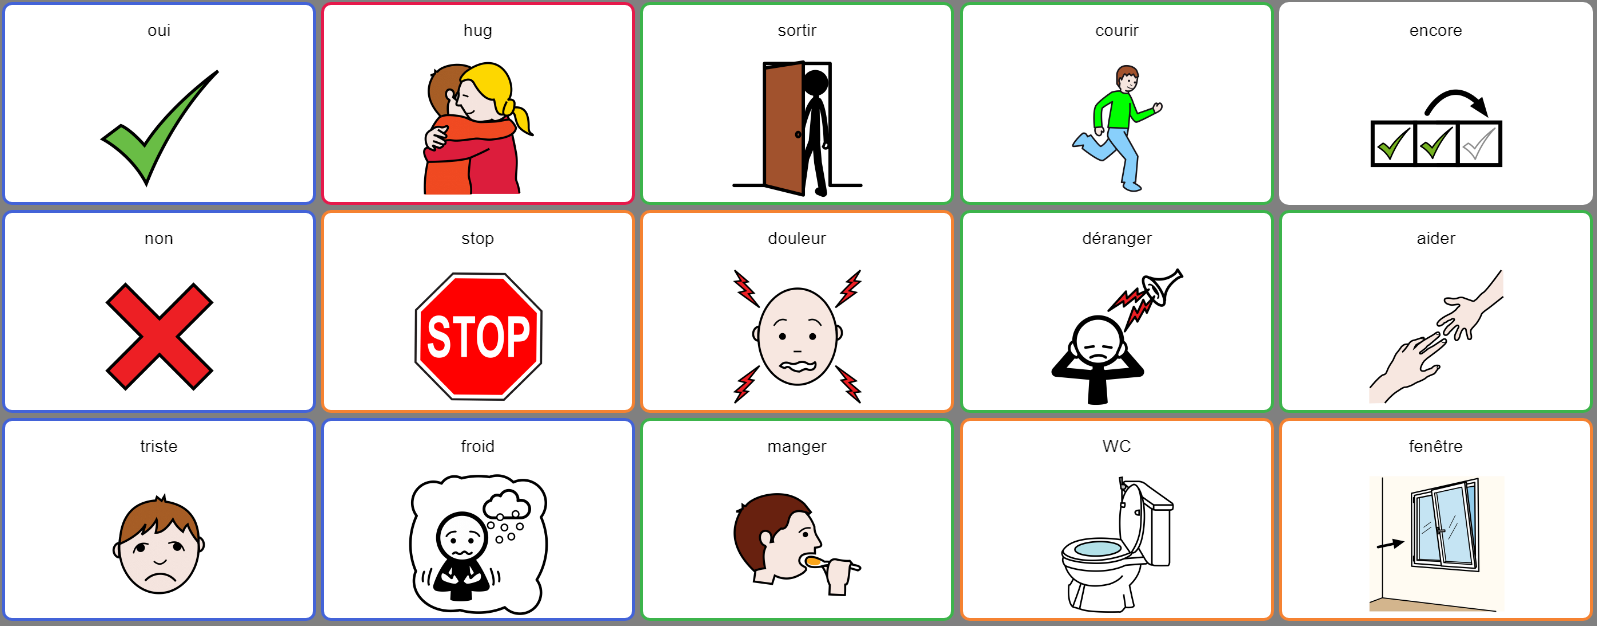 oui
hug
sortir
courir
encore
non
stop
douleur
déranger
aider
STOP
triste
froid
manger
WC
fenêtre